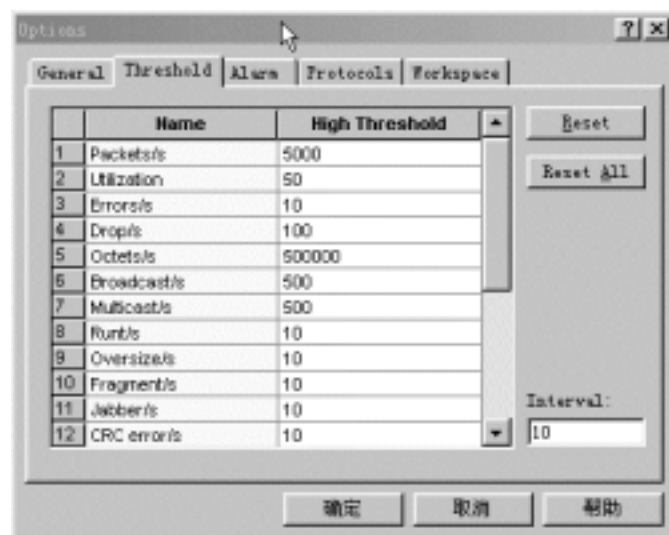 Options
General Threshold Alarm Protocols Workspace
Name High Threshold
1 Packets/s 5000
2 Utilization 50
3 Errors/s 10
4 Drop/s 100
5 Octets/s 500000
6 Broadcast/s 500
7 Multicast/s 500
8 Runt/s 10
9 Oversize/s 10
10 Fragment/s 10
11 Jabber/s 10
12 CRC error/s 10
Reset
Reset All
Interval:
10
确定 取消 帮助